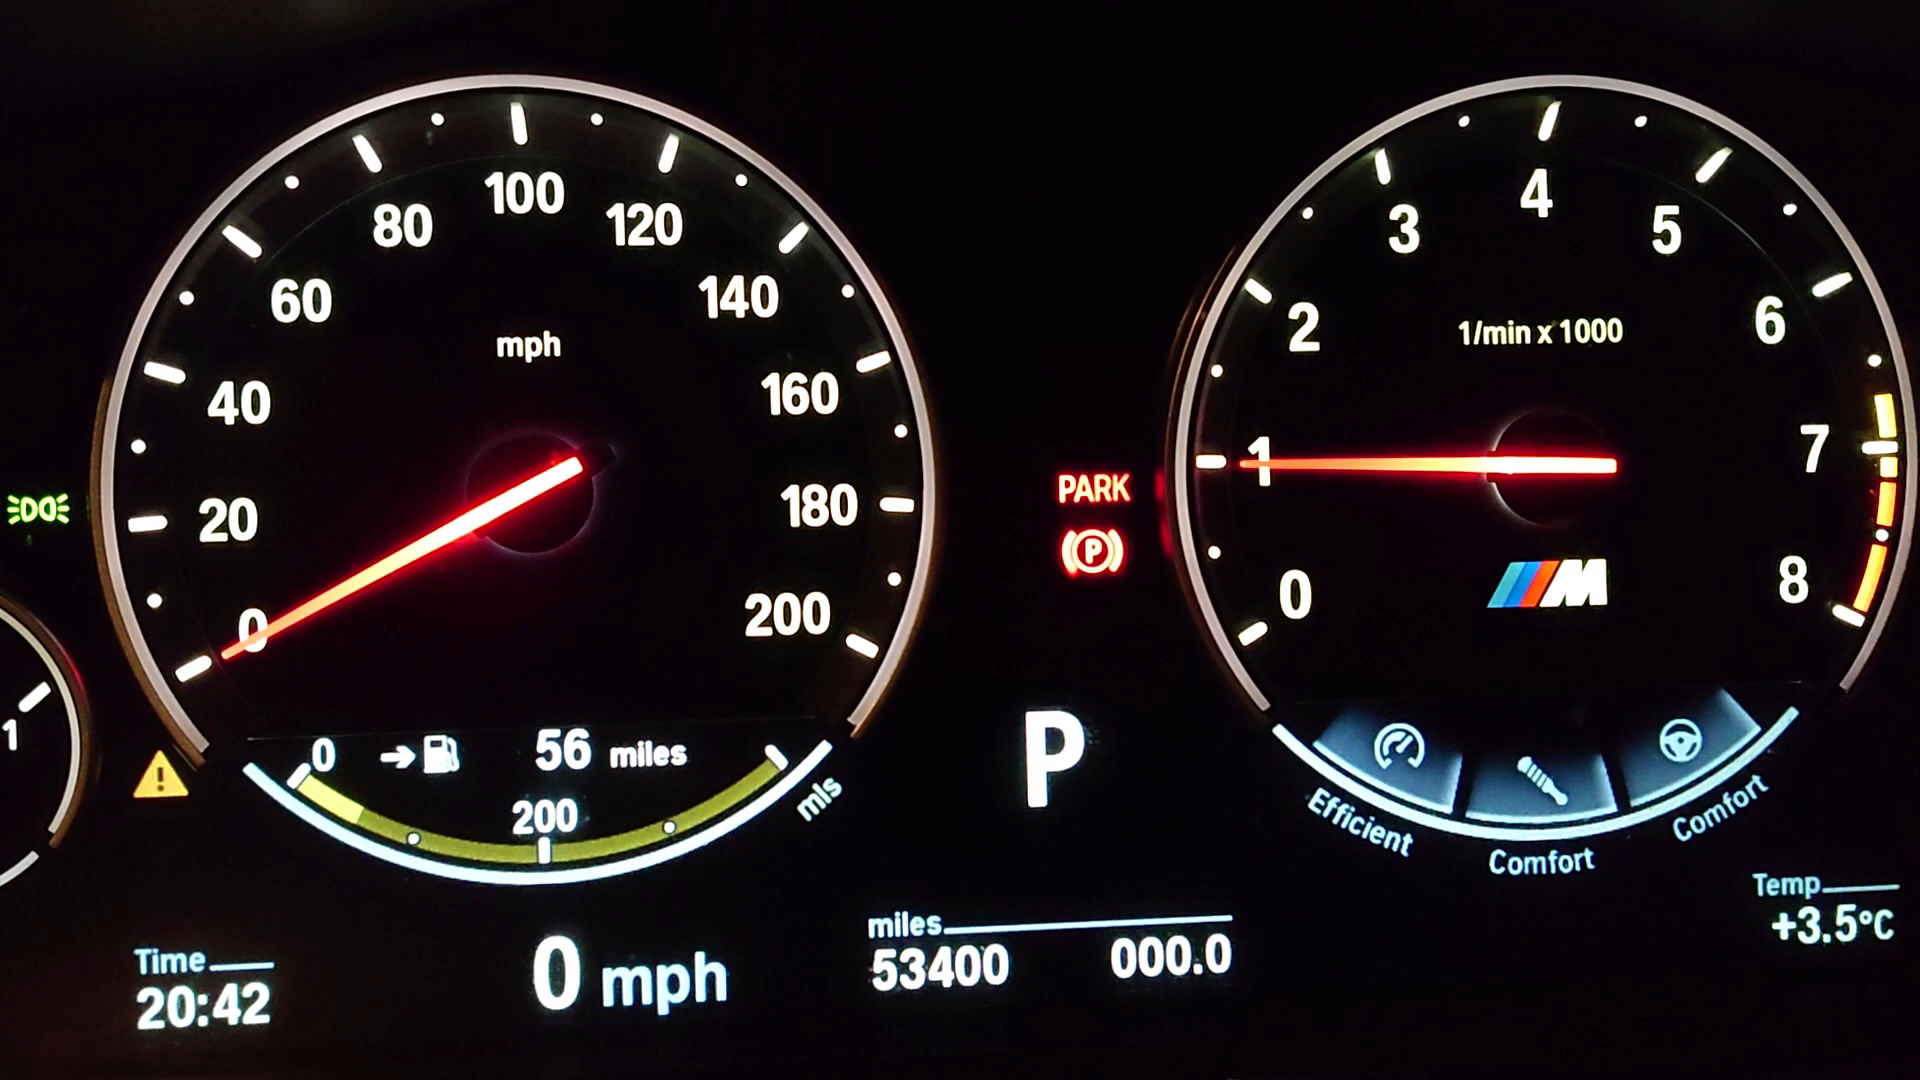 0
20
40
60
80
100
120
140
160
180
200
mph
0 56 miles
200
mls
1
Time
20:42
0 mph
PARK
P
P
miles
53400 000.0
0
1
2
3
4
5
6
7
8
1/min x 1000
M
Efficient
Comfort
Comfort
Temp
+3.5°C